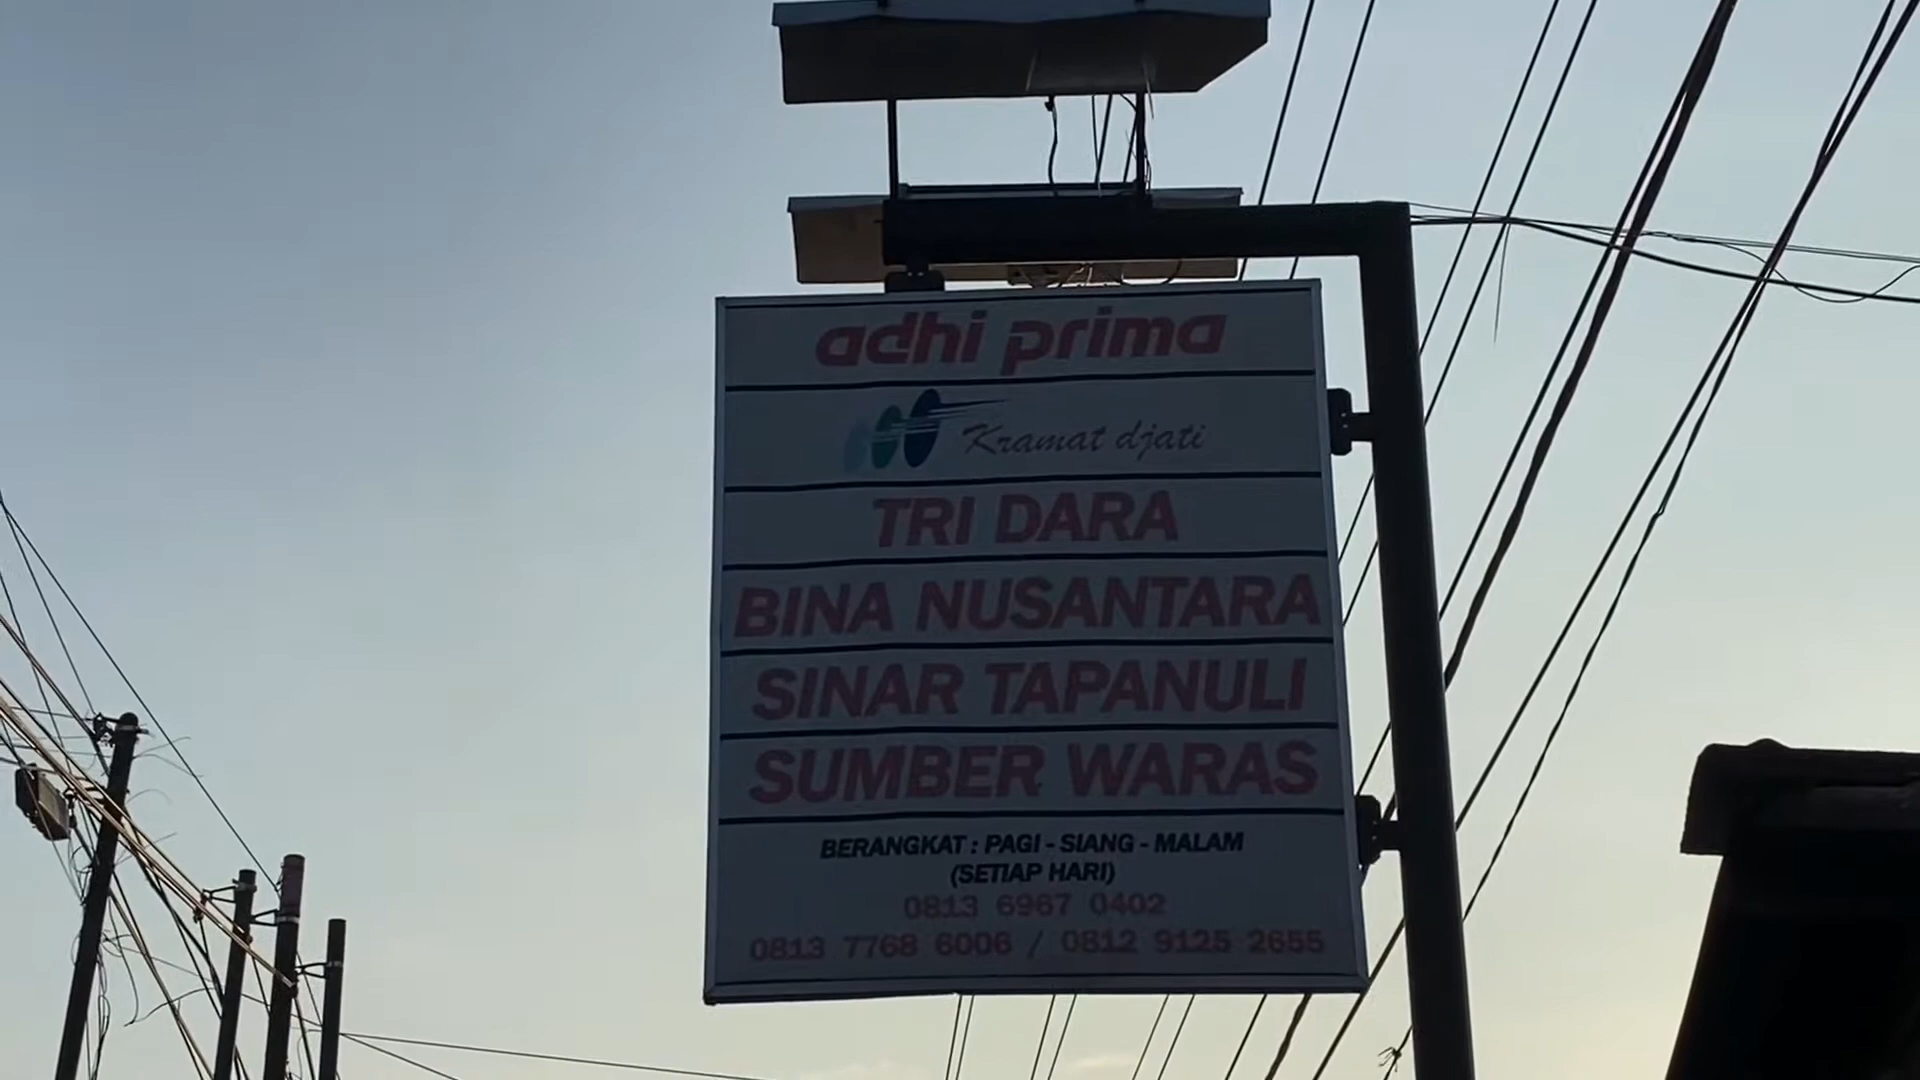 adhi prima
Kramat djati
TRI DARA
BINA NUSANTARA
SINAR TAPANULI
SUMBER WARAS
BERANGKAT : PAGI - SIANG - MALAM
(SETIAP HARI)
0813 6967 0402
0813 7768 6006 / 0812 9125 2655